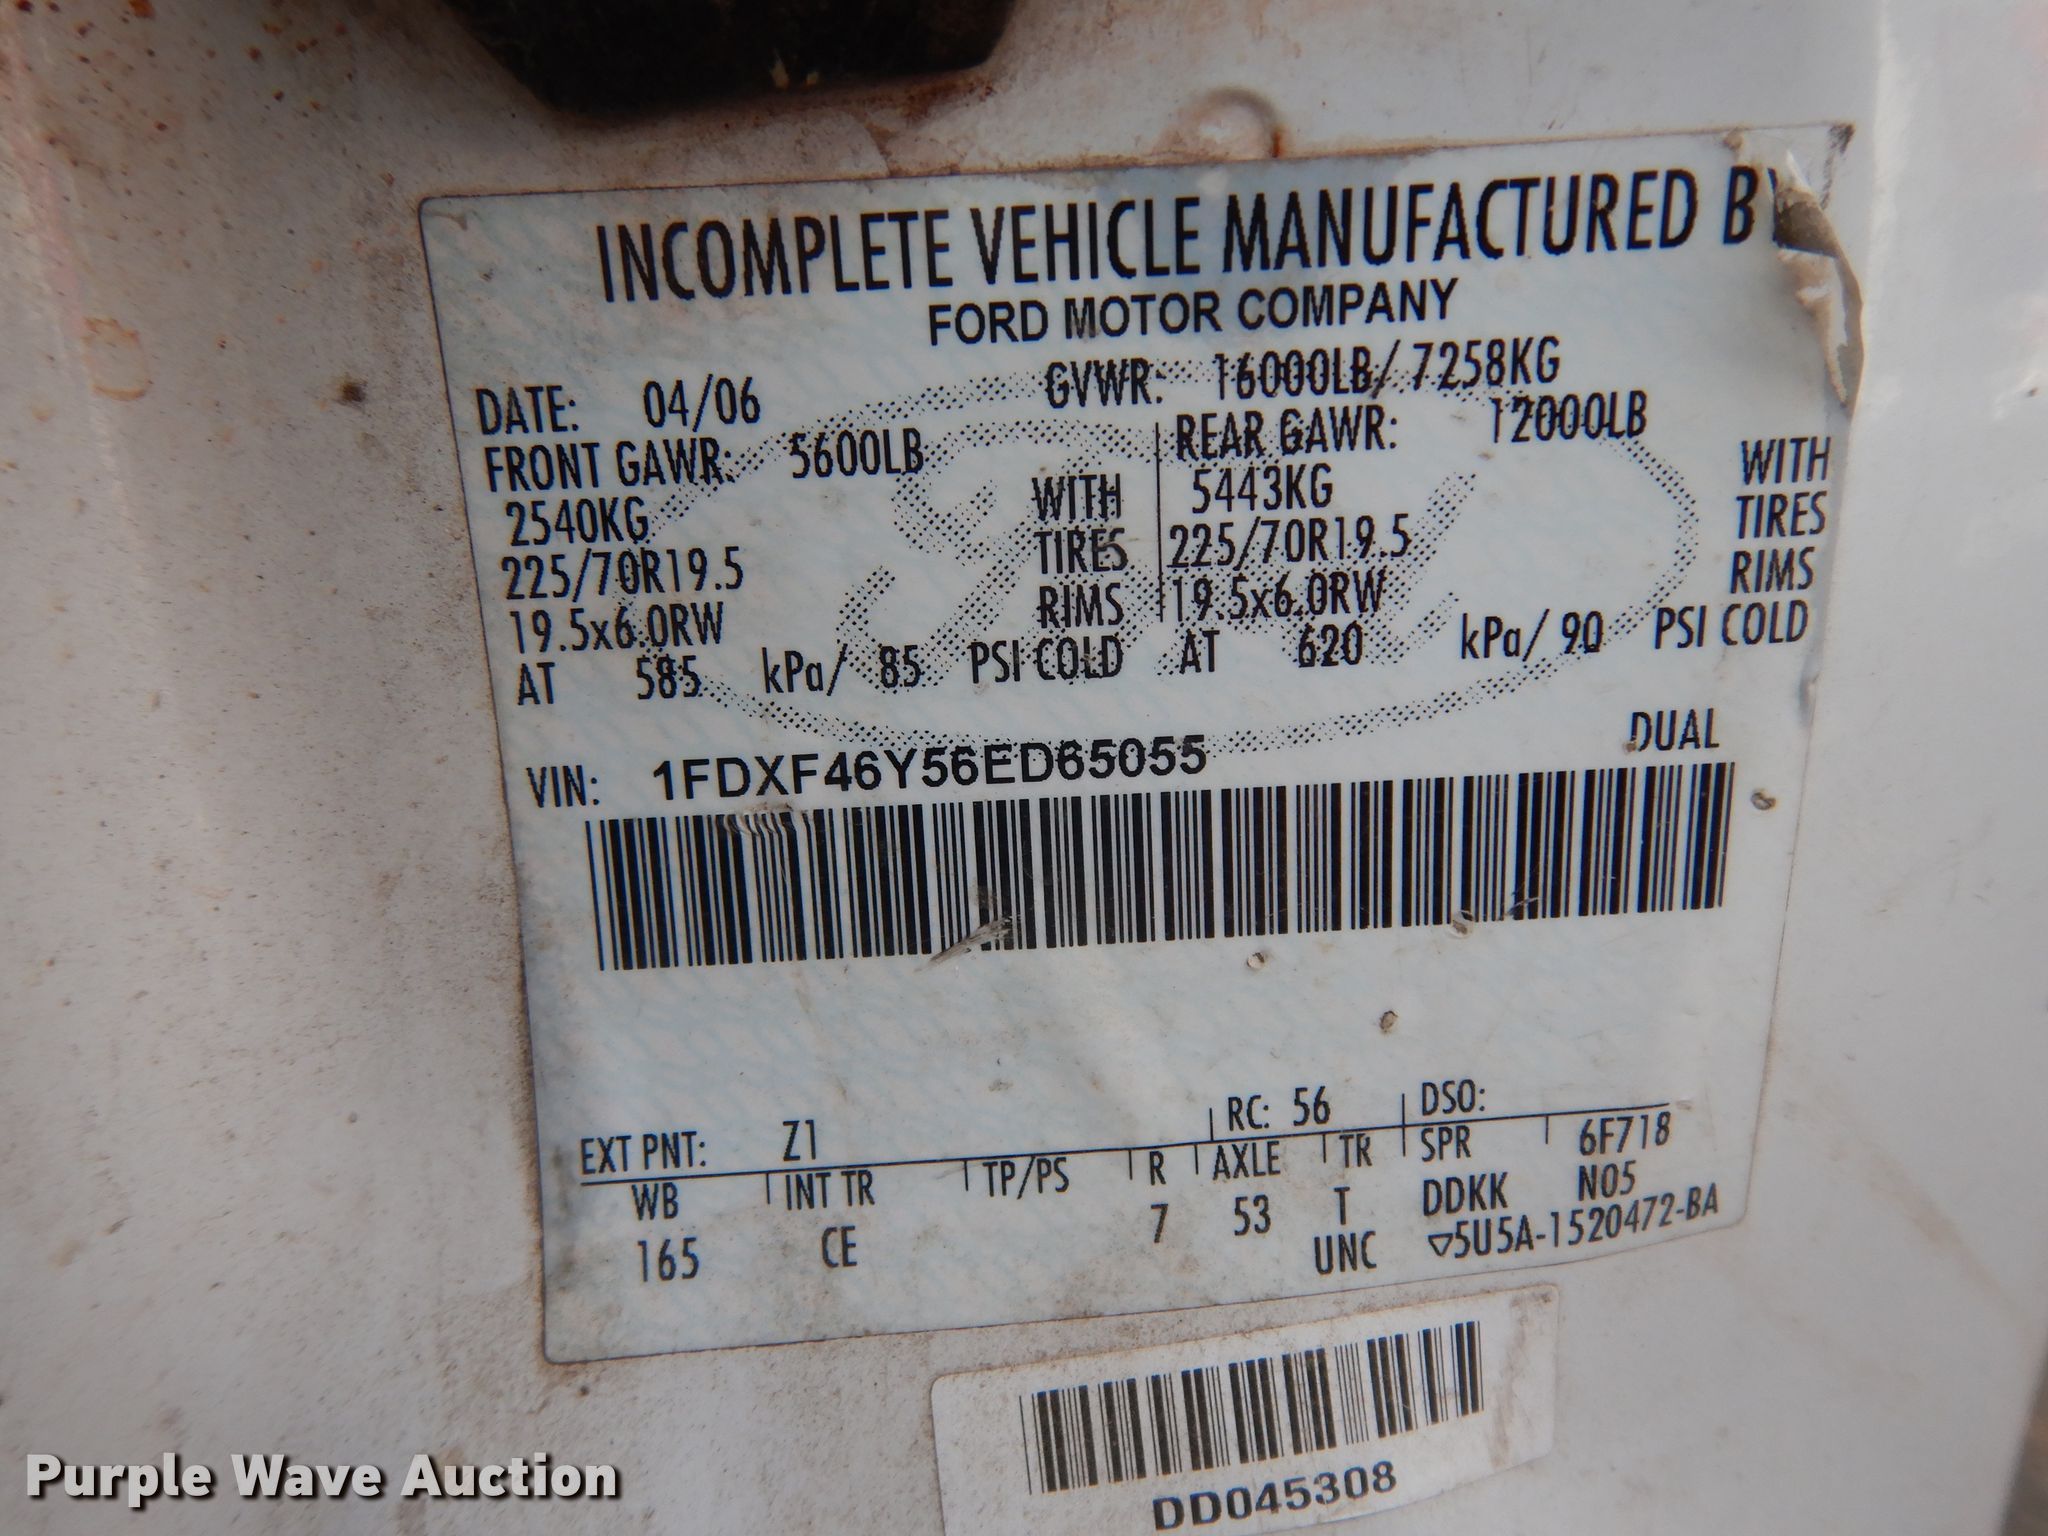 INCOMPLETE VEHICLE MANUFACTURED BY
FORD MOTOR COMPANY
DATE: 04/06 GVWR: 16000LB/ 7258KG
FRONT GAWR: 5600LB REAR GAWR: 12000LB
2540KG WITH 5443KG WITH
225/70R19.5 TIRES 225/70R19.5 TIRES
19.5x6.0RW RIMS 19.5x6.0RW RIMS
AT 585 kPa/ 85 PSI COLD AT 620 kPa/ 90 PSI COLD
VIN: 1FDXF46Y56ED65055 DUAL
EXT PNT: Z1 RC: 56 DSO:
WB INT TR TP/PS R AXLE TR SPR 6F718
165 CE 7 53 T DDKK N05
UNC ▽5U5A-1520472-BA
DD045308
Purple Wave Auction